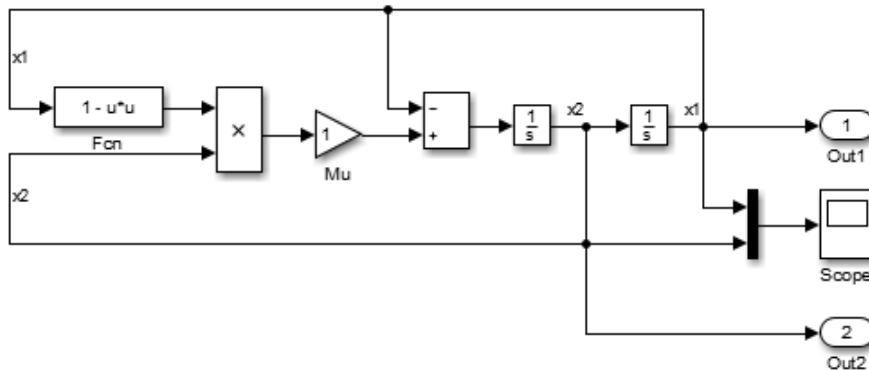 x1
1 - u*u
Fcn
×
1
Mu
−
+
1
s
x2
1
s
x1
1
Out1
x2
Scope
2
Out2